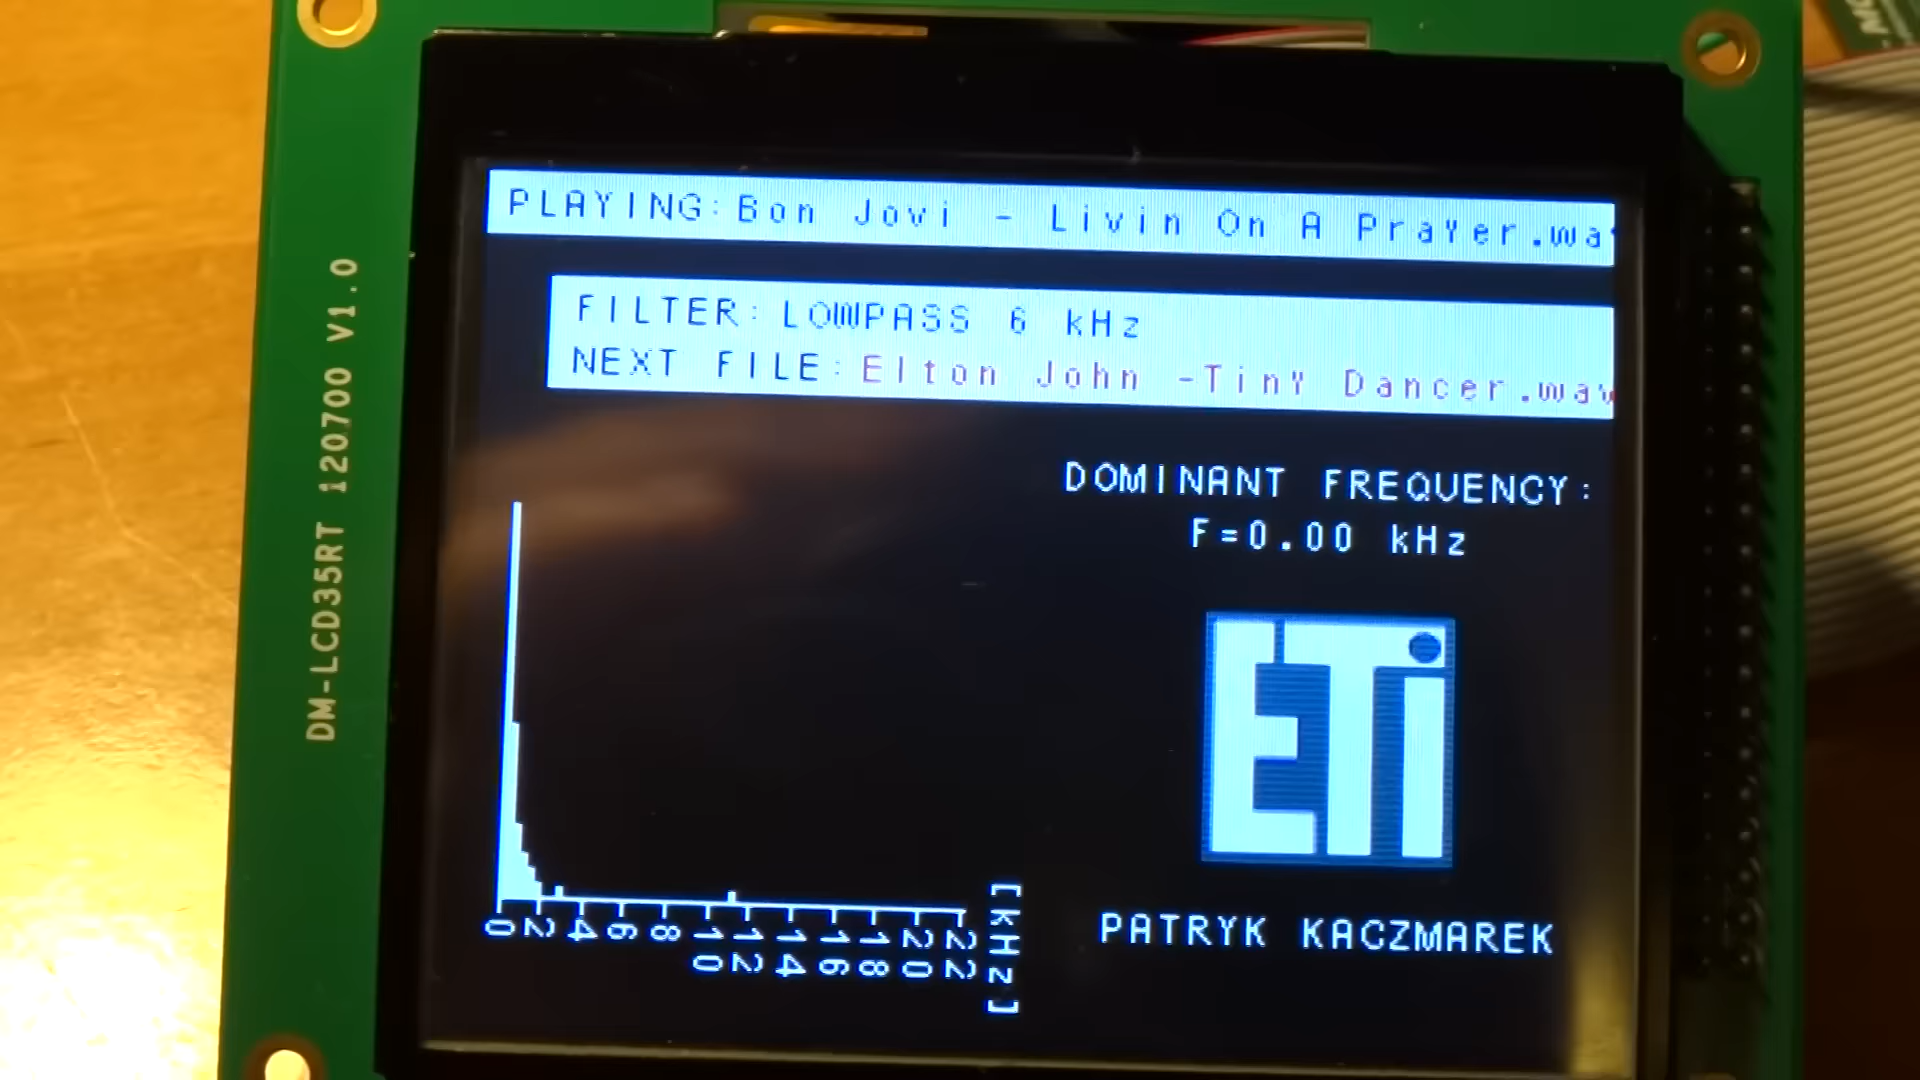 PLAYING:Bon Jovi - Livin On A Prayer.wav
FILTER: LOWPASS 6 kHz
NEXT FILE:Elton John -Tiny Dancer.wav
DOMINANT FREQUENCY:
F=0.00 kHz
ETi
0 2 4 6 8 10 12 14 16 18 20 22 [kHz]
PATRYK KACZMAREK
DM-LCD35RT 120700 V1.0